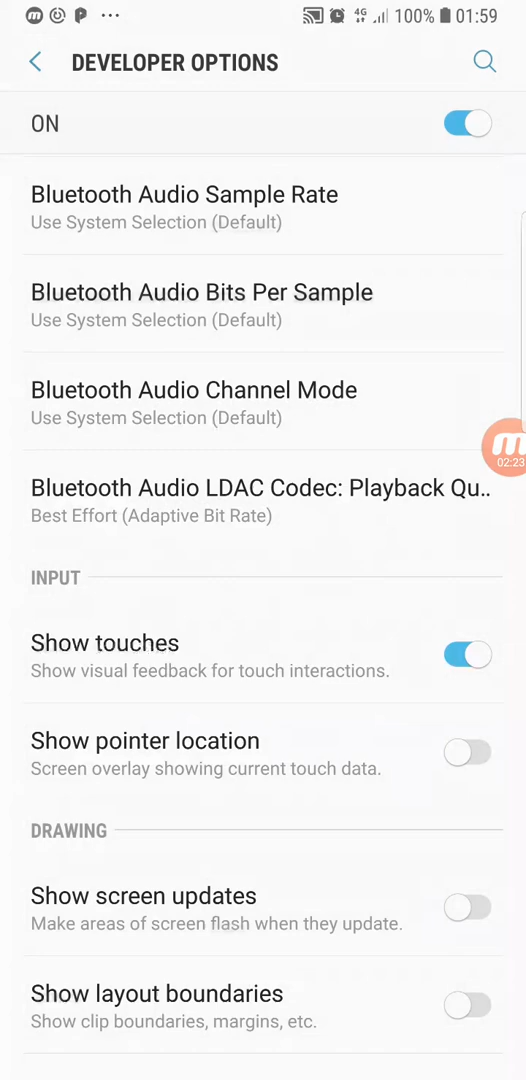 4G 100% 01:59
DEVELOPER OPTIONS
ON
Bluetooth Audio Sample Rate
Use System Selection (Default)
Bluetooth Audio Bits Per Sample
Use System Selection (Default)
Bluetooth Audio Channel Mode
Use System Selection (Default)
Bluetooth Audio LDAC Codec: Playback Qu..
Best Effort (Adaptive Bit Rate)
m
02:23
INPUT
Show touches
Show visual feedback for touch interactions.
Show pointer location
Screen overlay showing current touch data.
DRAWING
Show screen updates
Make areas of screen flash when they update.
Show layout boundaries
Show clip boundaries, margins, etc.